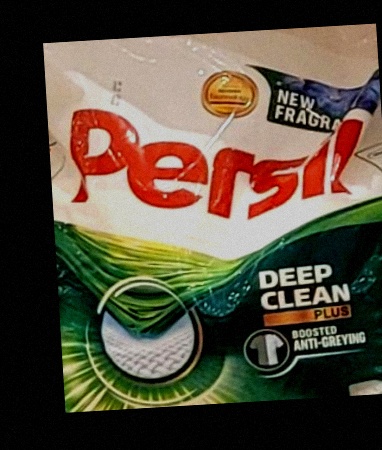 NEW
FRAGRA
Persil
DEEP
CLEAN
PLUS
BOOSTED
ANTI-GREYING